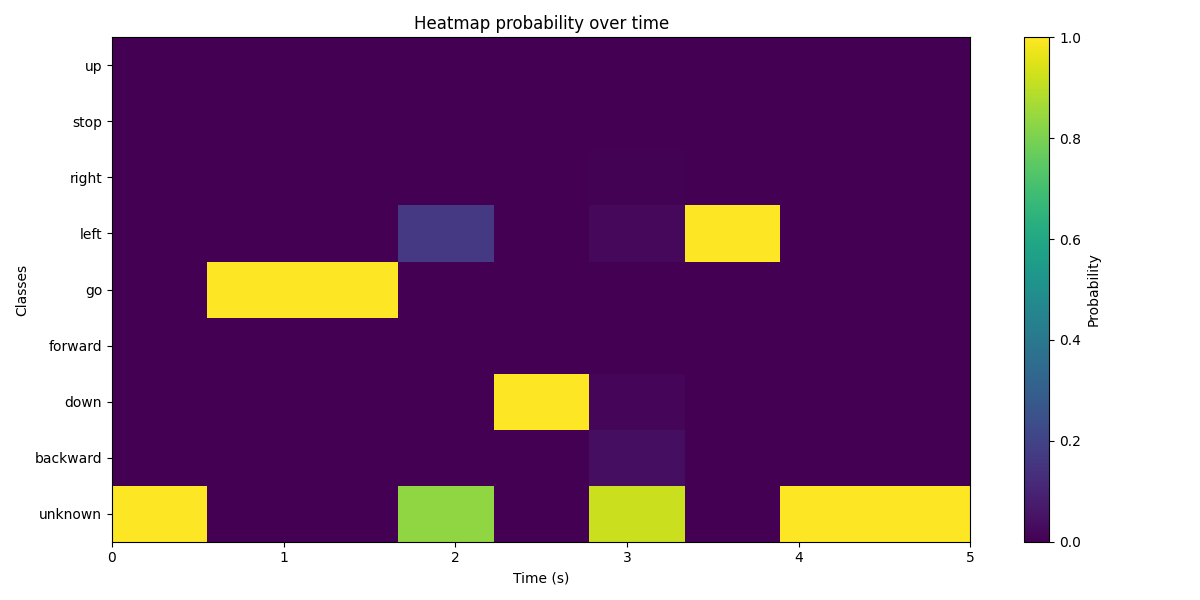 Heatmap probability over time
up
stop
right
left
go
forward
down
backward
unknown
Classes
0 1 2 3 4 5
Time (s)
1.0
0.8
0.6
0.4
0.2
0.0
Probability